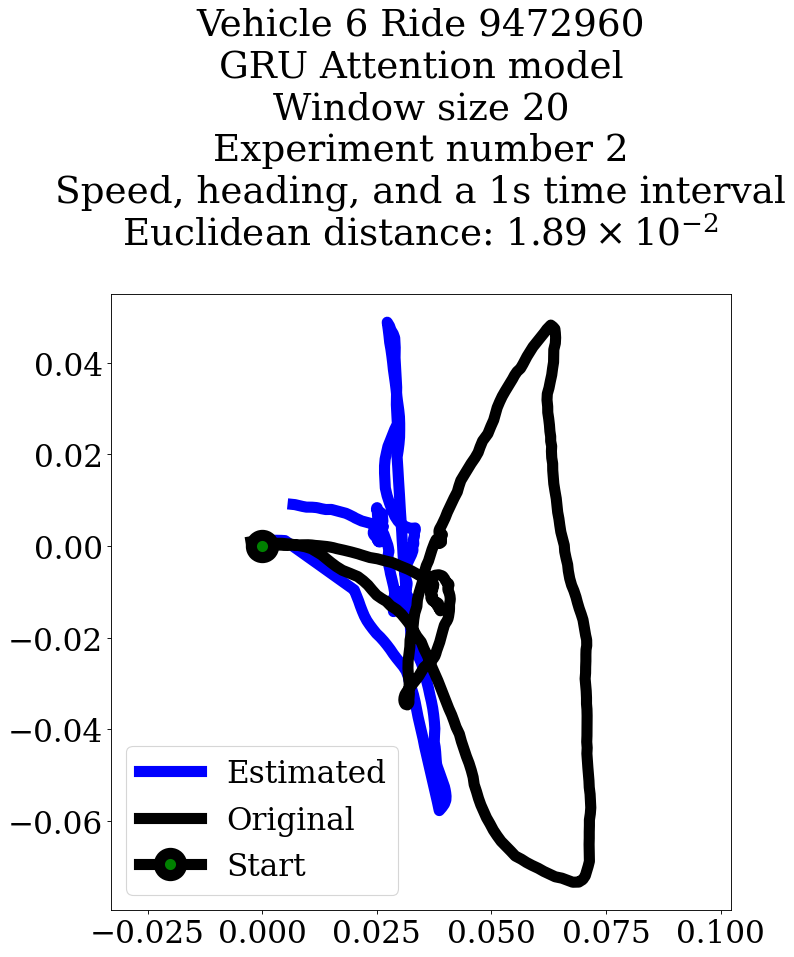 Vehicle 6 Ride 9472960
GRU Attention model
Window size 20
Experiment number 2
Speed, heading, and a 1s time interval
Euclidean distance: 1.89 × 10⁻²
0.04
0.02
0.00
−0.02
−0.04
−0.06
Estimated
Original
Start
−0.025 0.000 0.025 0.050 0.075 0.100